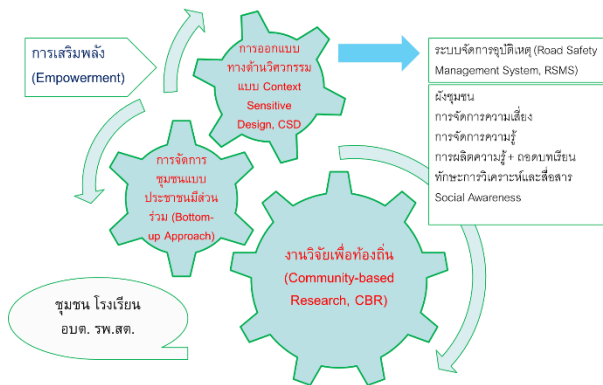 การเสริมพลัง
(Empowerment)
การออกแบบ
ทางด้านวิศวกรรม
แบบ Context
Sensitive
Design, CSD
ระบบจัดการอุบัติเหตุ (Road Safety
Management System, RSMS)
ผังชุมชน
การจัดการความเสี่ยง
การจัดการความรู้
การผลิตความรู้ + ถอดบทเรียน
ทักษะการวิเคราะห์และสื่อสาร
Social Awareness
การจัดการ
ชุมชนแบบ
ประชาชนมีส่วน
ร่วม (Bottom-
up Approach)
งานวิจัยเพื่อท้องถิ่น
(Community-based
Research, CBR)
ชุมชน โรงเรียน
อบต. รพ.สต.